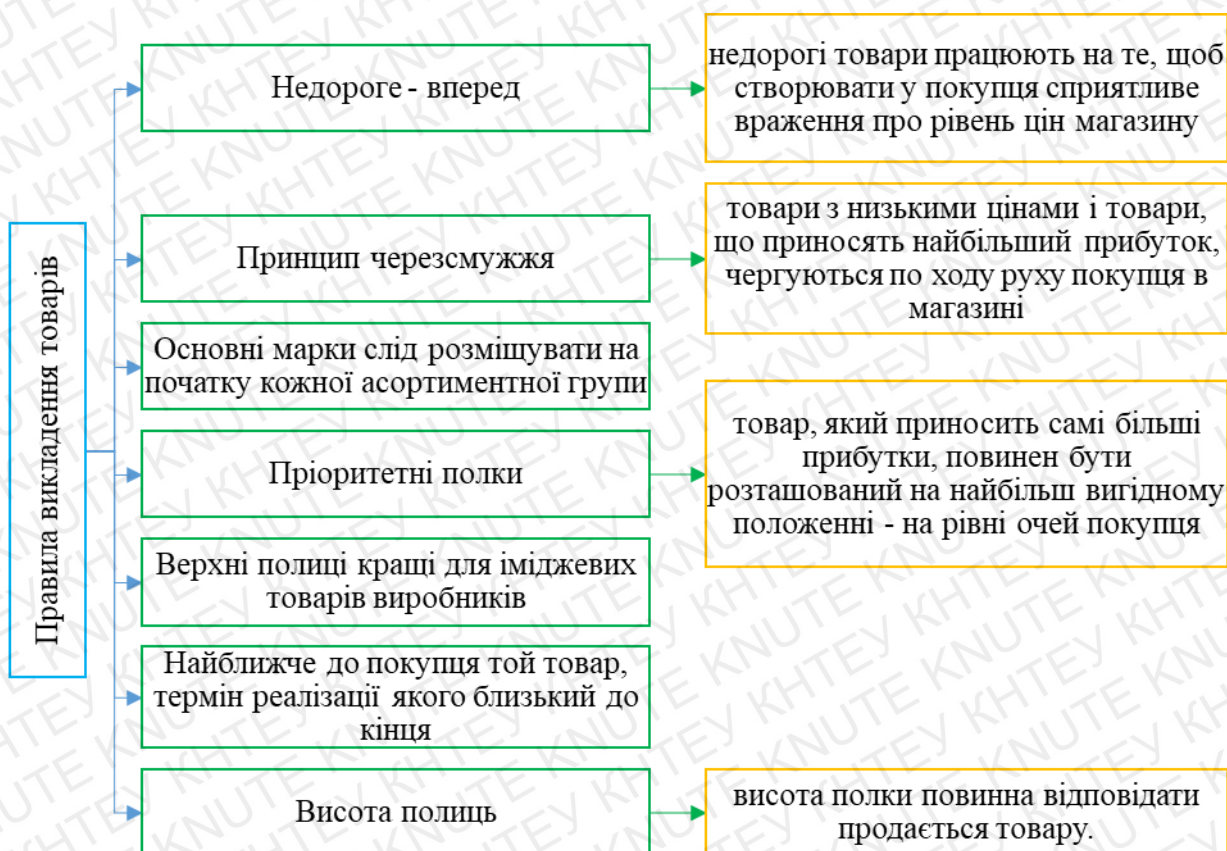 Правила викладення товарів
Недороге - вперед
недорогі товари працюють на те, щоб
створювати у покупця сприятливе
враження про рівень цін магазину
Принцип черезсмужжя
товари з низькими цінами і товари,
що приносять найбільший прибуток,
чергуються по ходу руху покупця в
магазині
Основні марки слід розміщувати на
початку кожної асортиментної групи
Пріоритетні полки
товар, який приносить самі більші
прибутки, повинен бути
розташований на найбільш вигідному
положенні - на рівні очей покупця
Верхні полиці кращі для іміджевих
товарів виробників
Найближче до покупця той товар,
термін реалізації якого близький до
кінця
Висота полиць
висота полки повинна відповідати
продається товару.